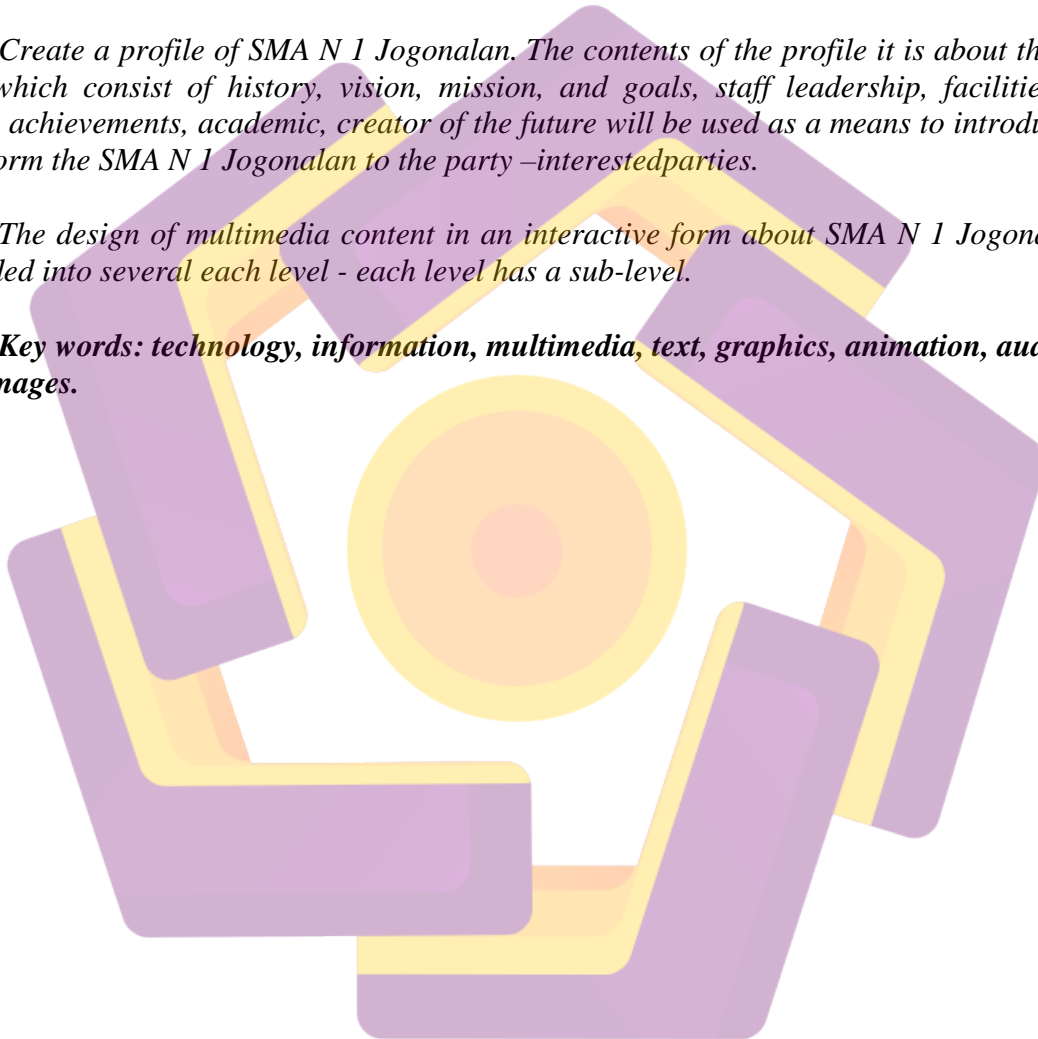 Create a profile of SMA N 1 Jogonalan. The contents of the profile it is about th
which consist of history, vision, mission, and goals, staff leadership, facilitie
achievements, academic, creator of the future will be used as a means to introdu
orm the SMA N 1 Jogonalan to the party –interestedparties.
The design of multimedia content in an interactive form about SMA N 1 Jogona
led into several each level - each level has a sub-level.
Key words: technology, information, multimedia, text, graphics, animation, aud
mages.